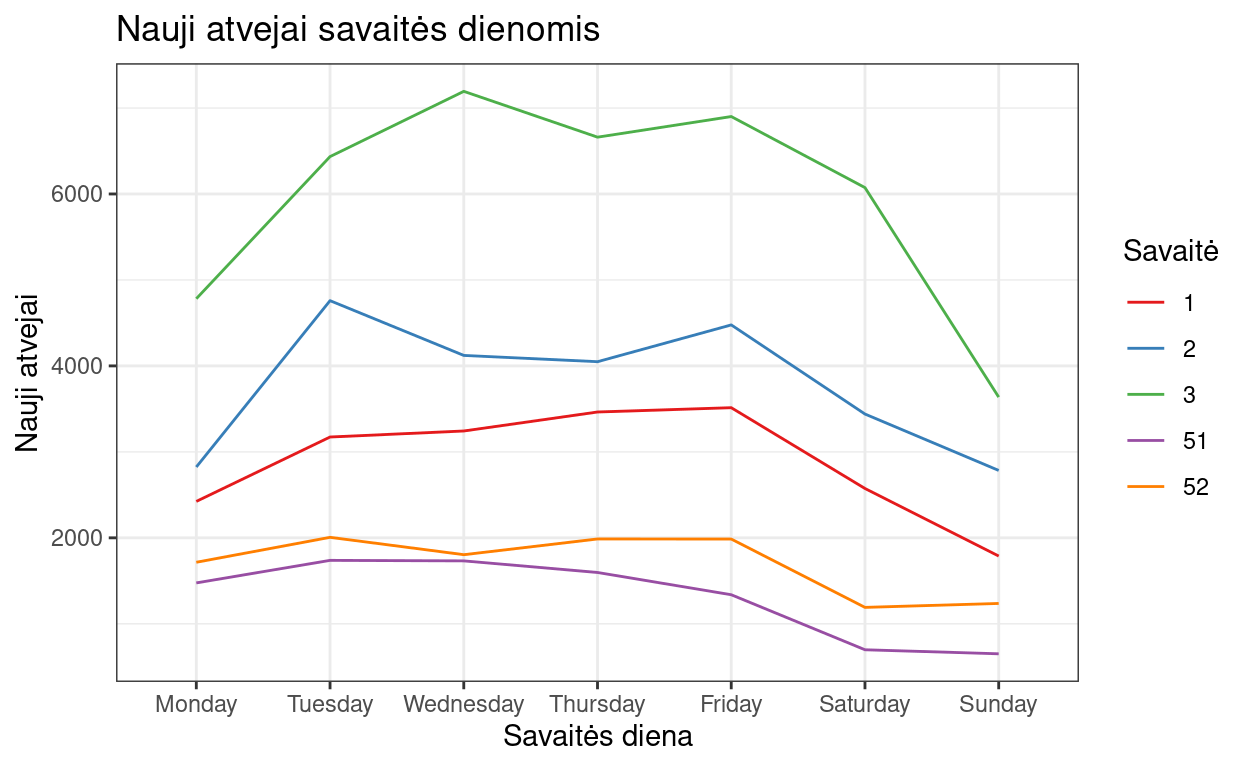 Nauji atvejai savaitės dienomis
Nauji atvejai
6000
4000
2000
Monday Tuesday Wednesday Thursday Friday Saturday Sunday
Savaitės diena
Savaitė
1
2
3
51
52